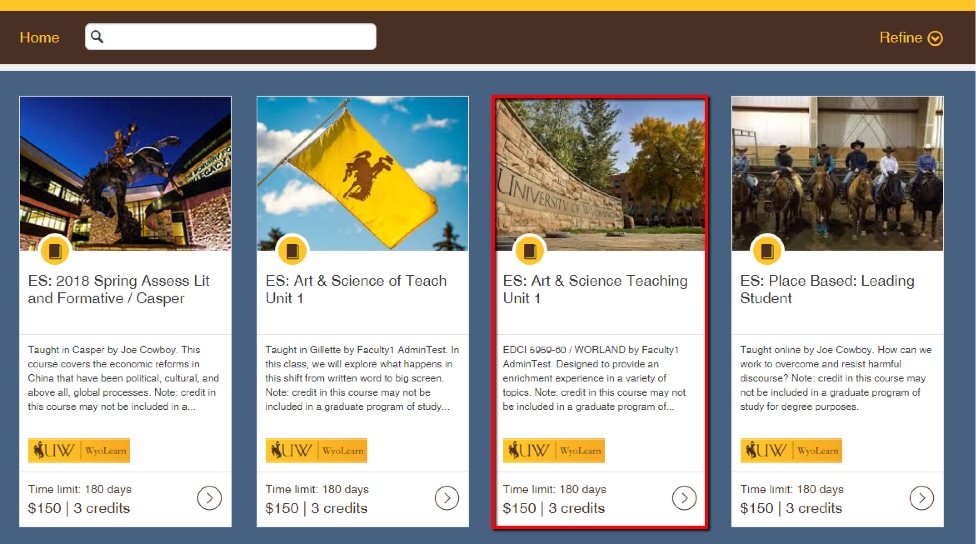 Home
Refine
LEGACY
UNIVERSITY OF
ES: 2018 Spring Assess Lit
and Formative / Casper
Taught in Casper by Joe Cowboy. This
course covers the economic reforms in
China that have been political, cultural, and
above all, global processes. Note: credit in
this course may not be included in a...
UW | WyoLearn
Time limit: 180 days
$150 | 3 credits
ES: Art & Science of Teach
Unit 1
Taught in Gillette by Faculty1 AdminTest. In
this class, we will explore what happens in
this shift from written word to big screen.
Note: credit in this course may not be
included in a graduate program of study...
UW | WyoLearn
Time limit: 180 days
$150 | 3 credits
ES: Art & Science Teaching
Unit 1
EDCI 5959-60 / WORLAND by Faculty1
AdminTest. Designed to provide an
enrichment experience in a variety of
topics. Note: credit in this course may not
be included in a graduate program of...
UW | WyoLearn
Time limit: 180 days
$150 | 3 credits
ES: Place Based: Leading
Student
Taught online by Joe Cowboy. How can we
work to overcome and resist harmful
discourse? Note: credit in this course may
not be included in a graduate program of
study for degree purposes.
UW | WyoLearn
Time limit: 180 days
$150 | 3 credits